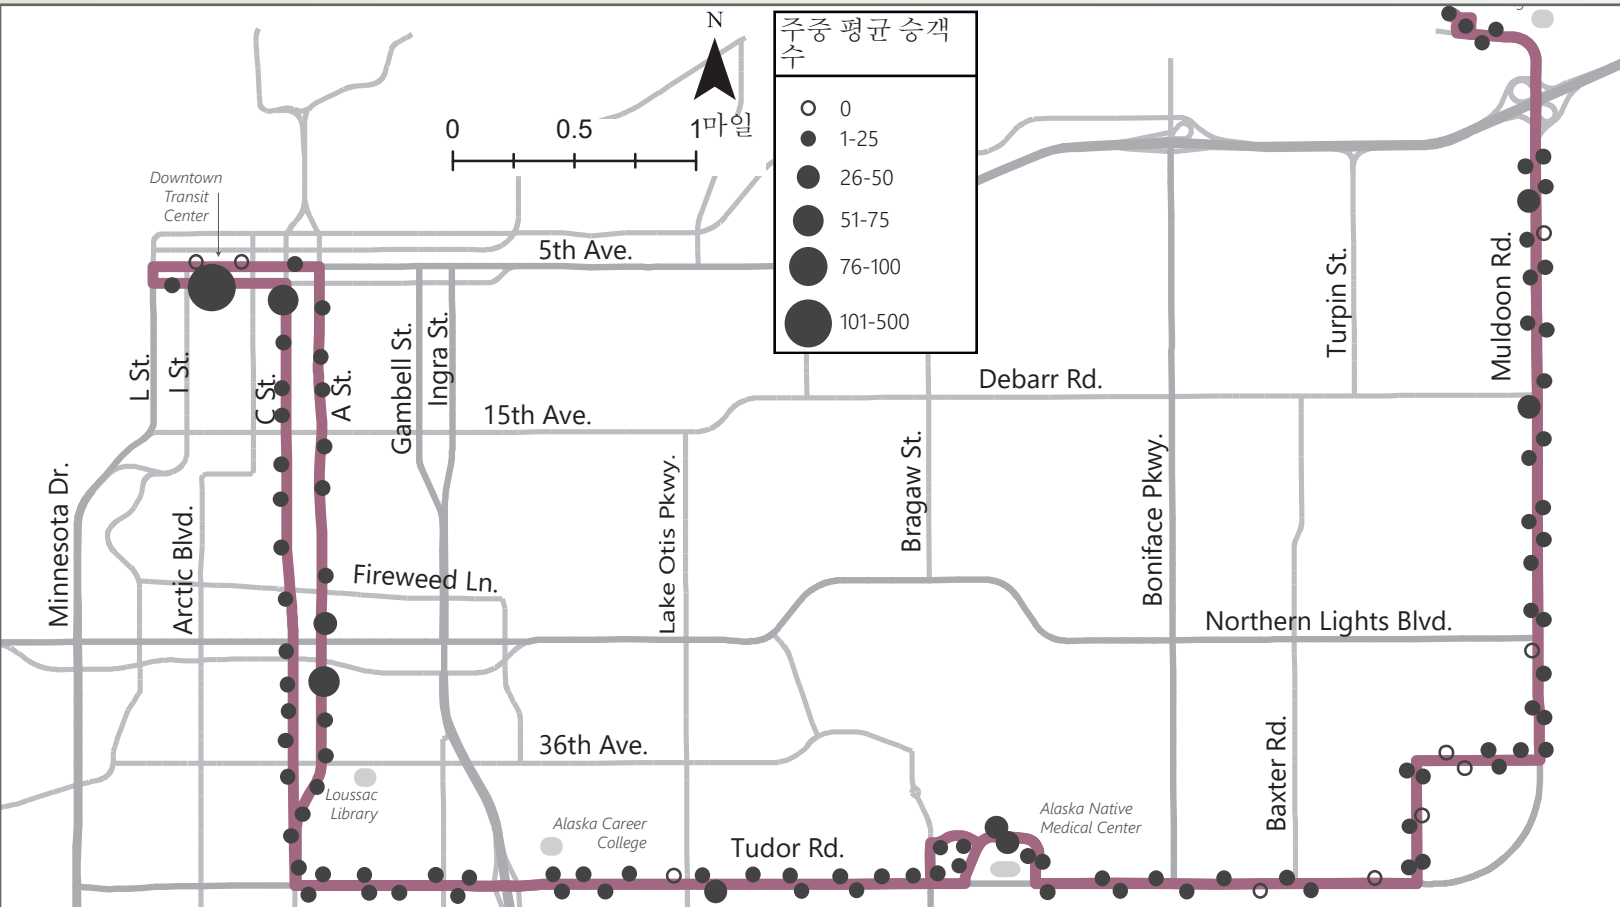 N
주중 평균 승객
수
0
1-25
26-50
51-75
76-100
101-500
0 0.5 1마일
Downtown
Transit
Center
5th Ave.
L St.
I St.
C St.
A St.
Gambell St.
Ingra St.
15th Ave.
Debarr Rd.
Turpin St.
Muldoon Rd.
Minnesota Dr.
Arctic Blvd.
Fireweed Ln.
Lake Otis Pkwy.
Bragaw St.
Boniface Pkwy.
Northern Lights Blvd.
36th Ave.
Baxter Rd.
Loussac
Library
Alaska Career
College
Tudor Rd.
Alaska Native
Medical Center